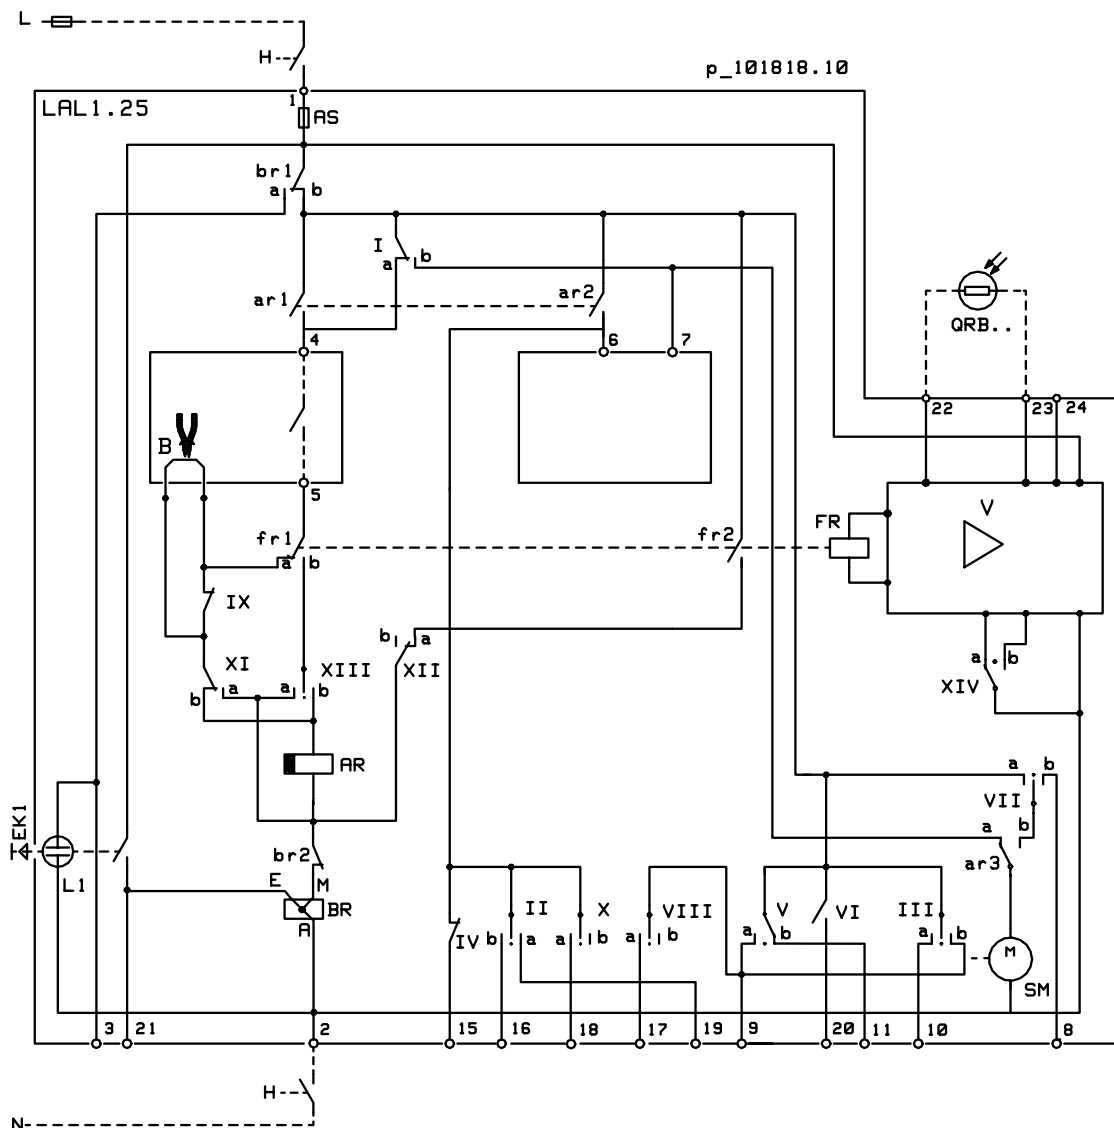 L
H
p_101818.10
LAL1.25
1
AS
br1
a b
I
a b
ar1
ar2
QRB..
4
6 7
22 23 24
B
5
V
FR
fr1
a b
fr2
IX
b a
XII
XI
XIII
b a a b
a b
XIV
AR
a b
VII
EK1
a b
ar3
br2
L1
E M
BR
A
II X VIII V VI III
IV
b a a b a b a b a b
M
SM
3 21 2 15 16 18 17 19 9 20 11 10 8
H
N